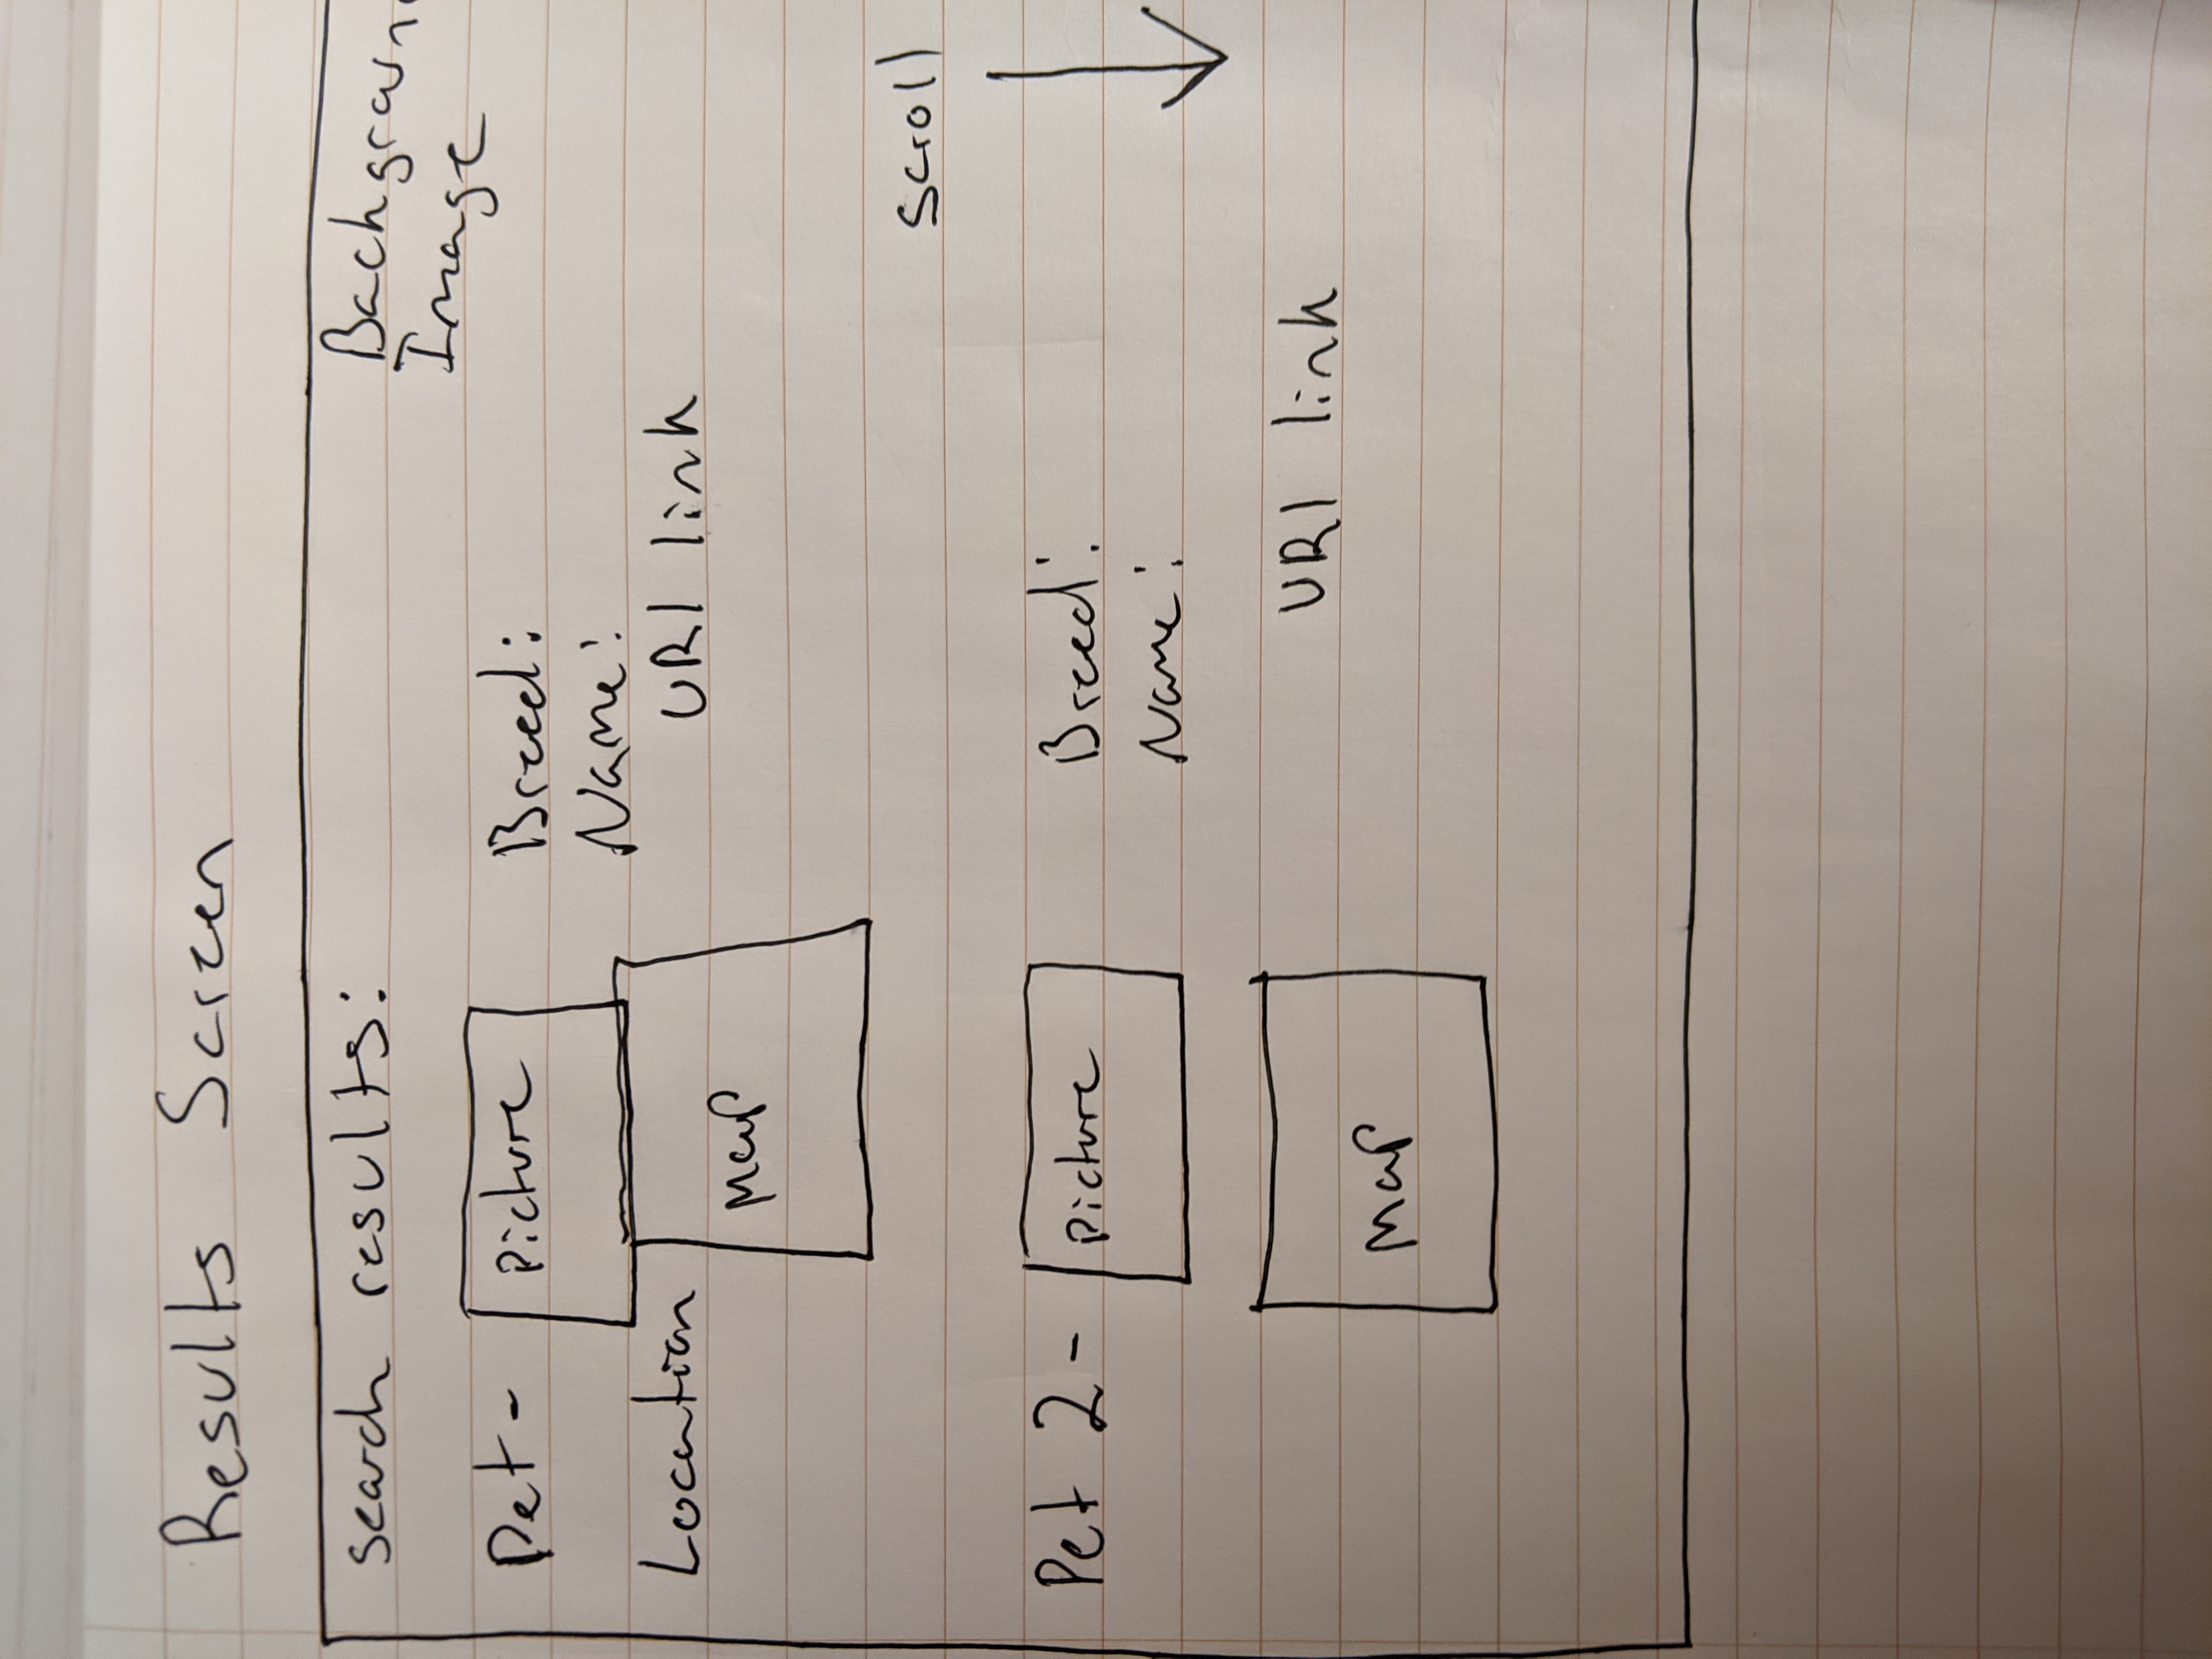 Results Screen
search results:
Background
Image
Pet -
Picture
Breed:
Name:
Location
Map
URl link
scroll
Pet 2 -
Picture
Breed:
Name:
Map
URl link